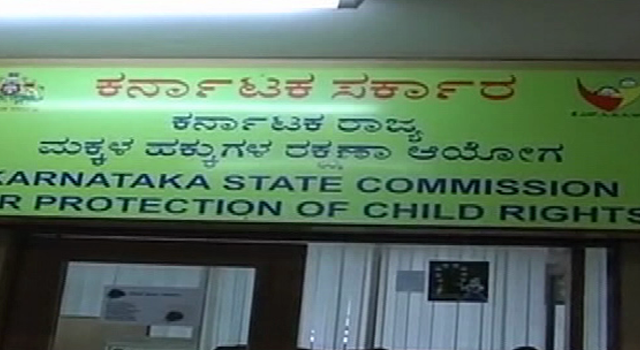 ಕರ್ನಾಟಕ ಸರ್ಕಾರ
ಕರ್ನಾಟಕ ರಾಜ್ಯ
ಮಕ್ಕಳ ಹಕ್ಕುಗಳ ರಕ್ಷಣಾ ಆಯೋಗ
KARNATAKA STATE COMMISSION
R PROTECTION OF CHILD RIGHTS